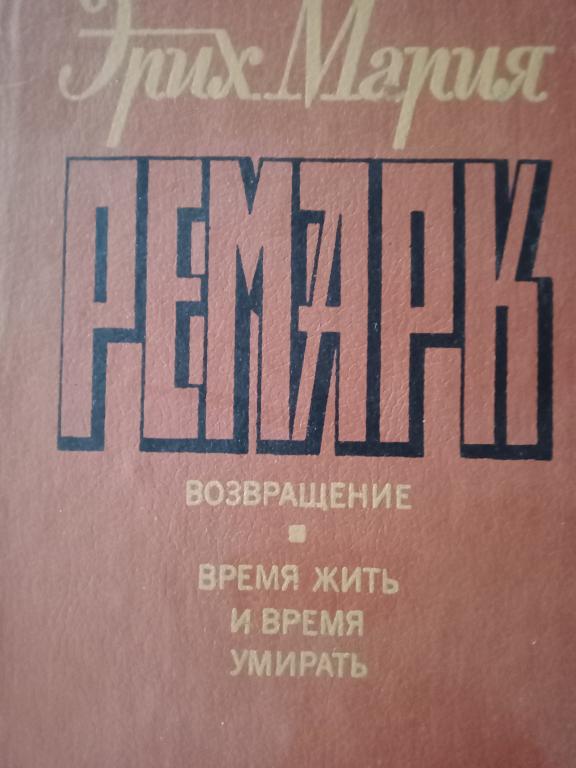 Эрих Мария
РЕМАРК
ВОЗВРАЩЕНИЕ
ВРЕМЯ ЖИТЬ
И ВРЕМЯ
УМИРАТЬ